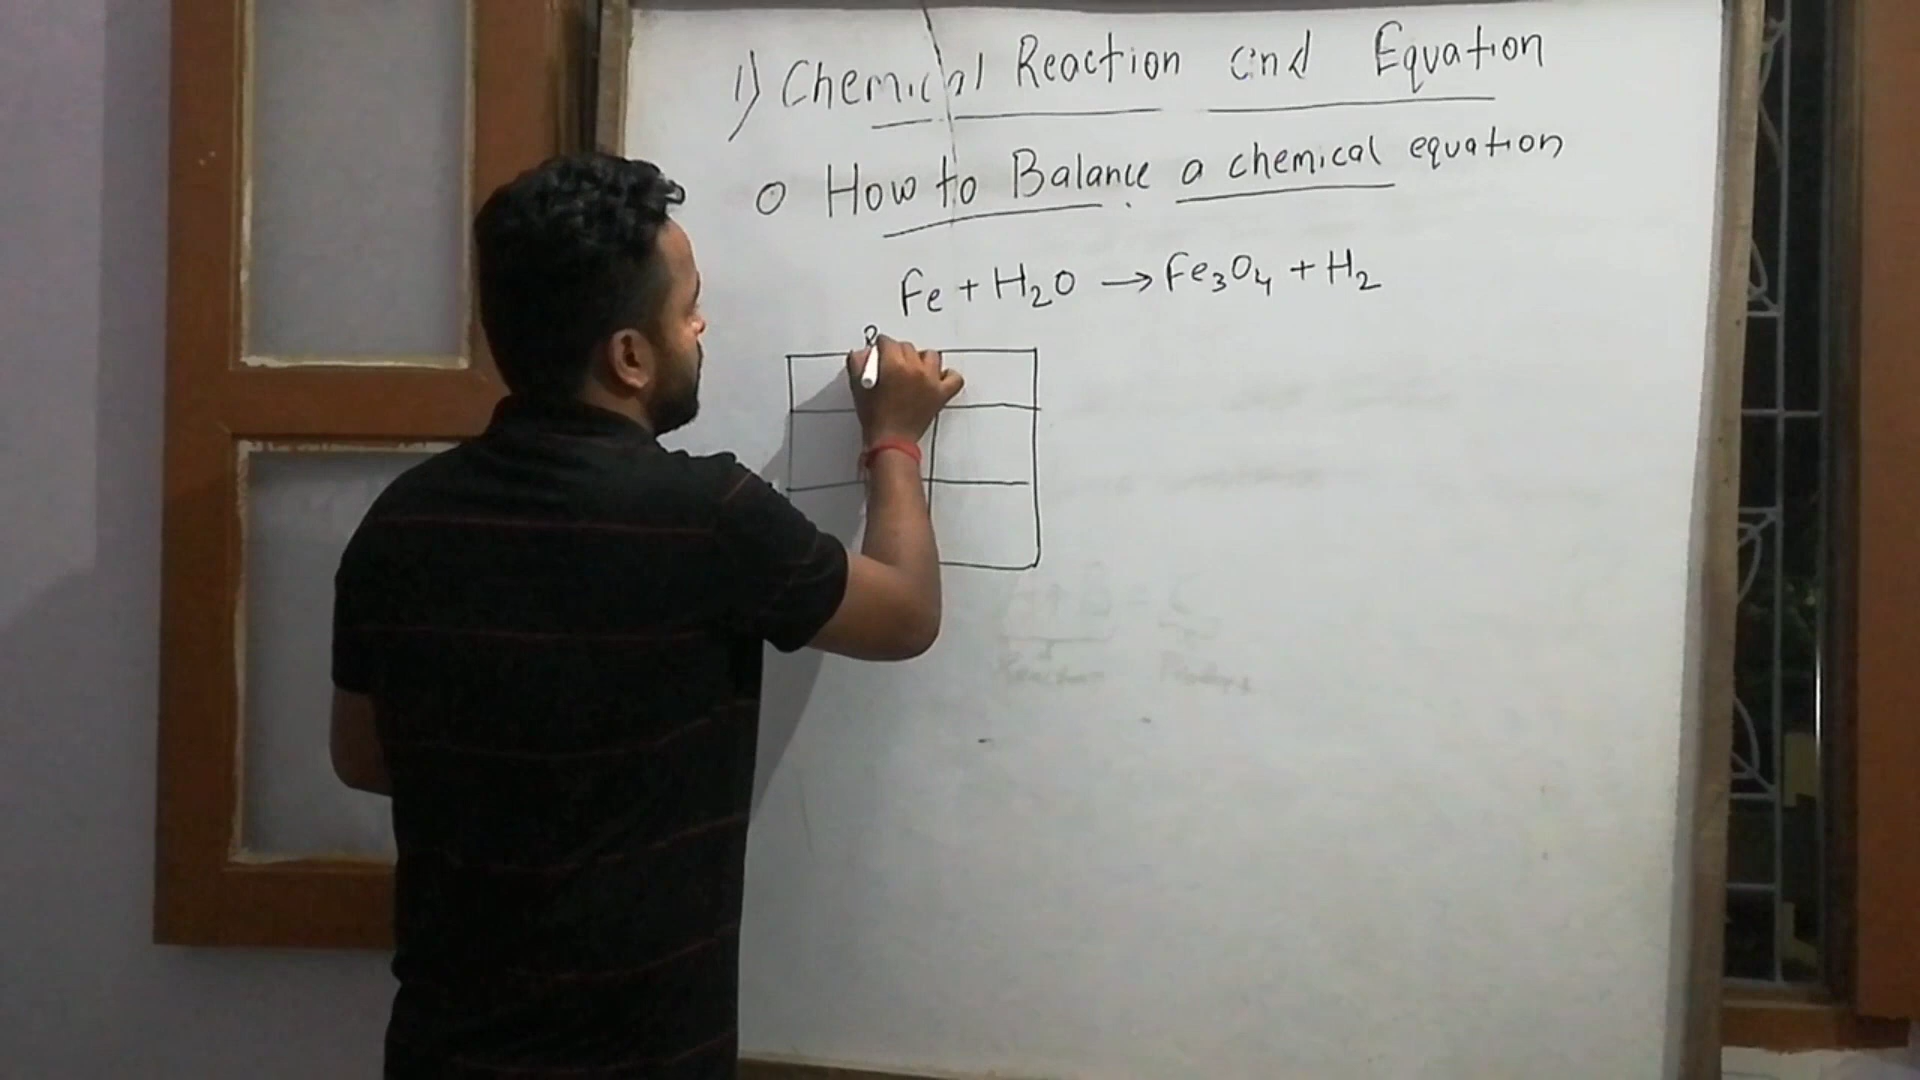 1) Chemical Reaction and Equation
o How to Balance a chemical equation
Fe + H₂O → Fe₃O₄ + H₂
R